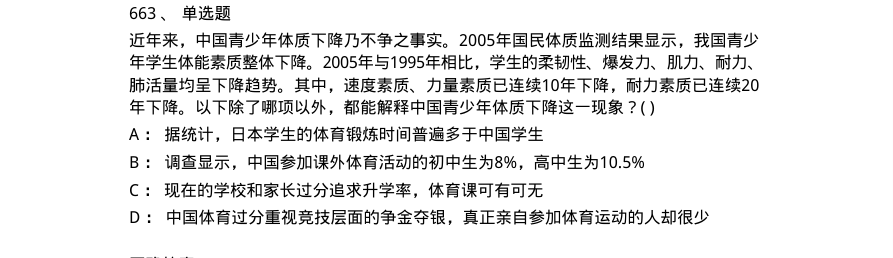 663 、 单选题
近年来，中国青少年体质下降乃不争之事实。2005年国民体质监测结果显示，我国青少
年学生体能素质整体下降。2005年与1995年相比，学生的柔韧性、爆发力、肌力、耐力、
肺活量均呈下降趋势。其中，速度素质、力量素质已连续10年下降，耐力素质已连续20
年下降。以下除了哪项以外，都能解释中国青少年体质下降这一现象？( )
A ： 据统计，日本学生的体育锻炼时间普遍多于中国学生
B ： 调查显示，中国参加课外体育活动的初中生为8%，高中生为10.5%
C ： 现在的学校和家长过分追求升学率，体育课可有可无
D ： 中国体育过分重视竞技层面的争金夺银，真正亲自参加体育运动的人却很少